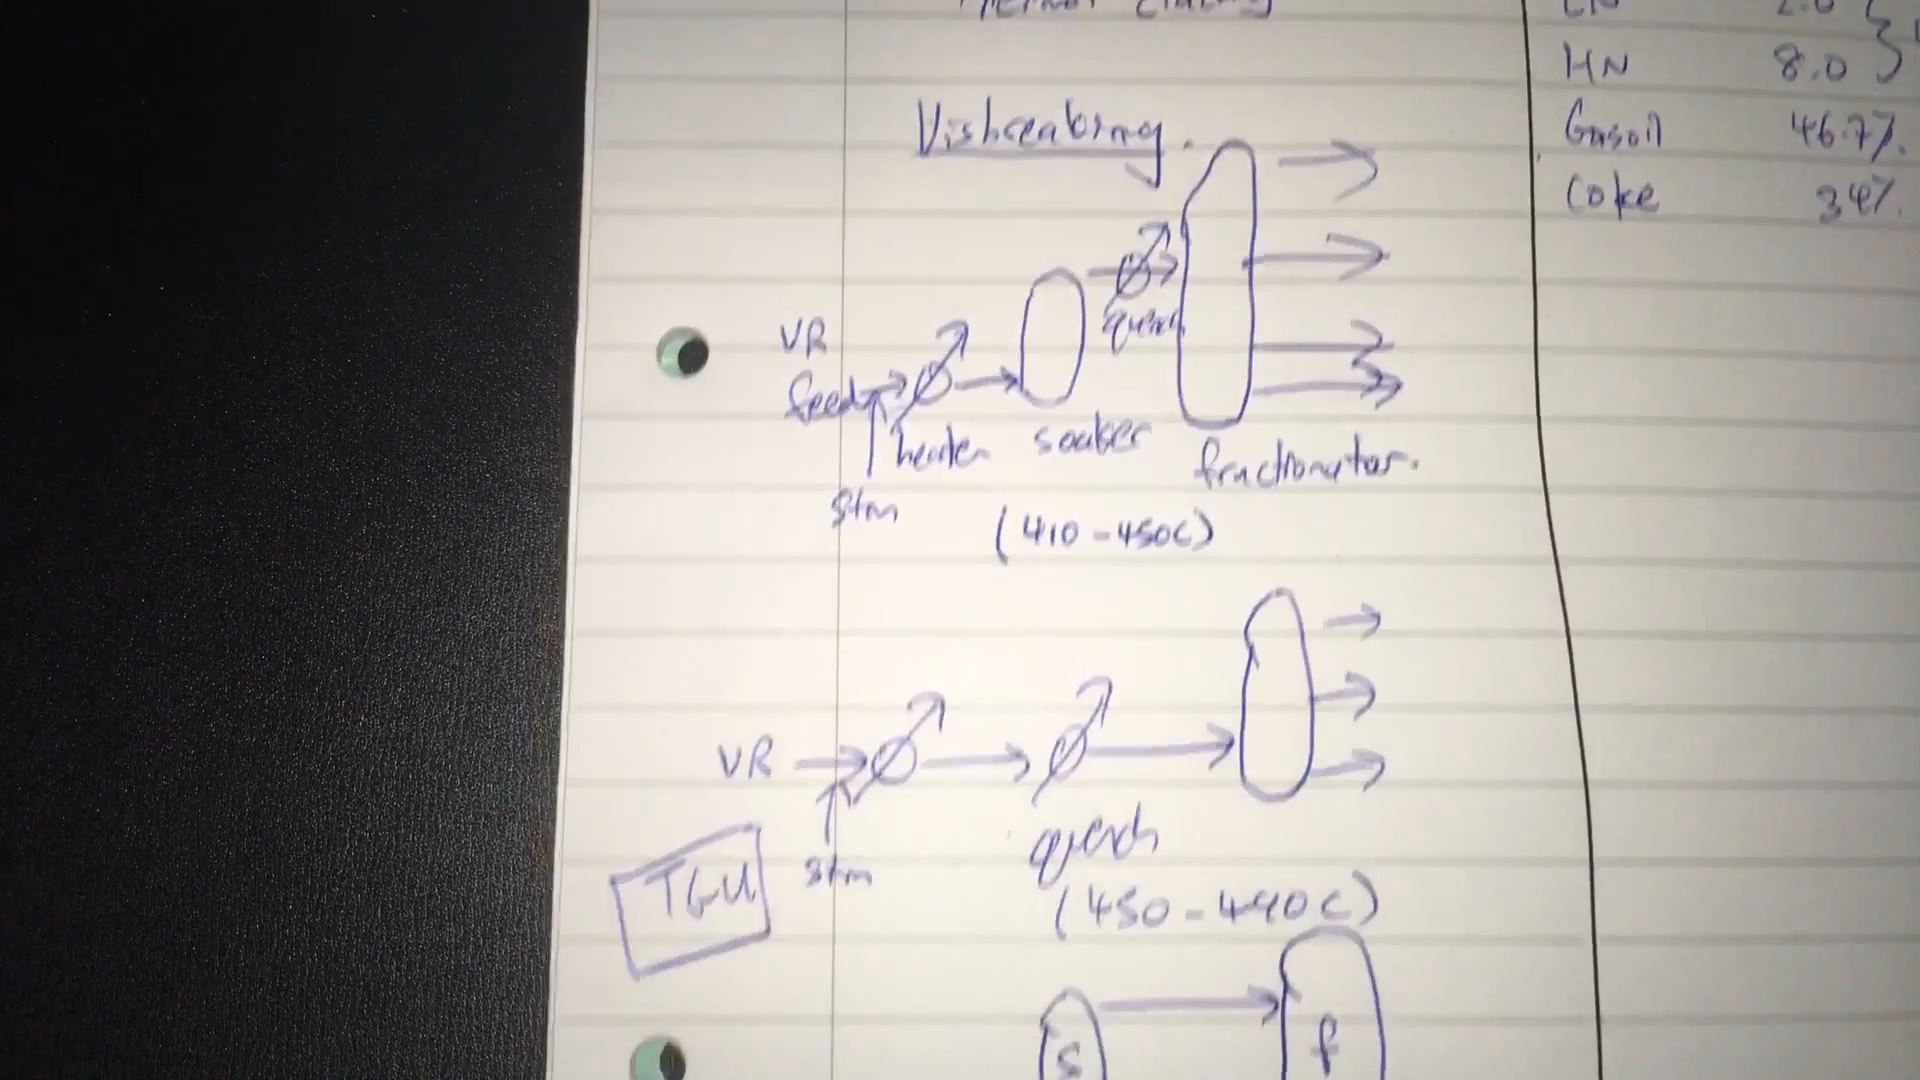 Visbreaking.
VR
feed
stm
heater
soaker
quench
fractionator.
(410-450C)
VR
stm
quench
(450-490C)
TGU
S
f
HN 8.0
Gasoil 46.7%.
Coke 34%.